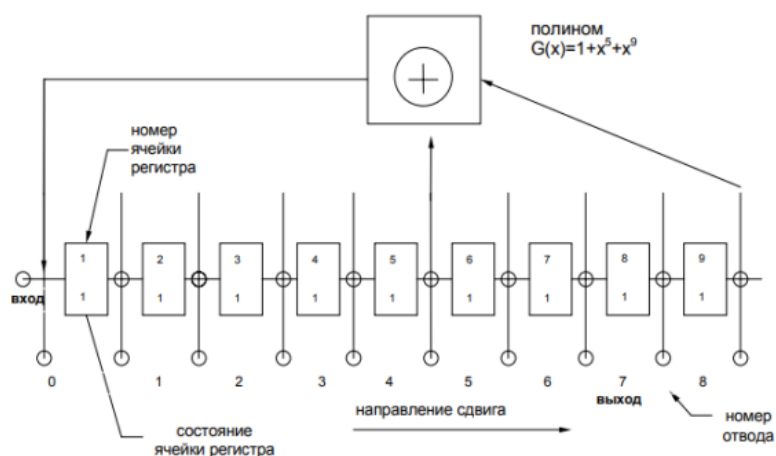 полином
G(x)=1+x⁵+x⁹
номер
ячейки
регистра
1 2 3 4 5 6 7 8 9
вход
1 1 1 1 1 1 1 1 1
0 1 2 3 4 5 6 7 8
выход
направление сдвига
номер
отвода
состояние
ячейки регистра